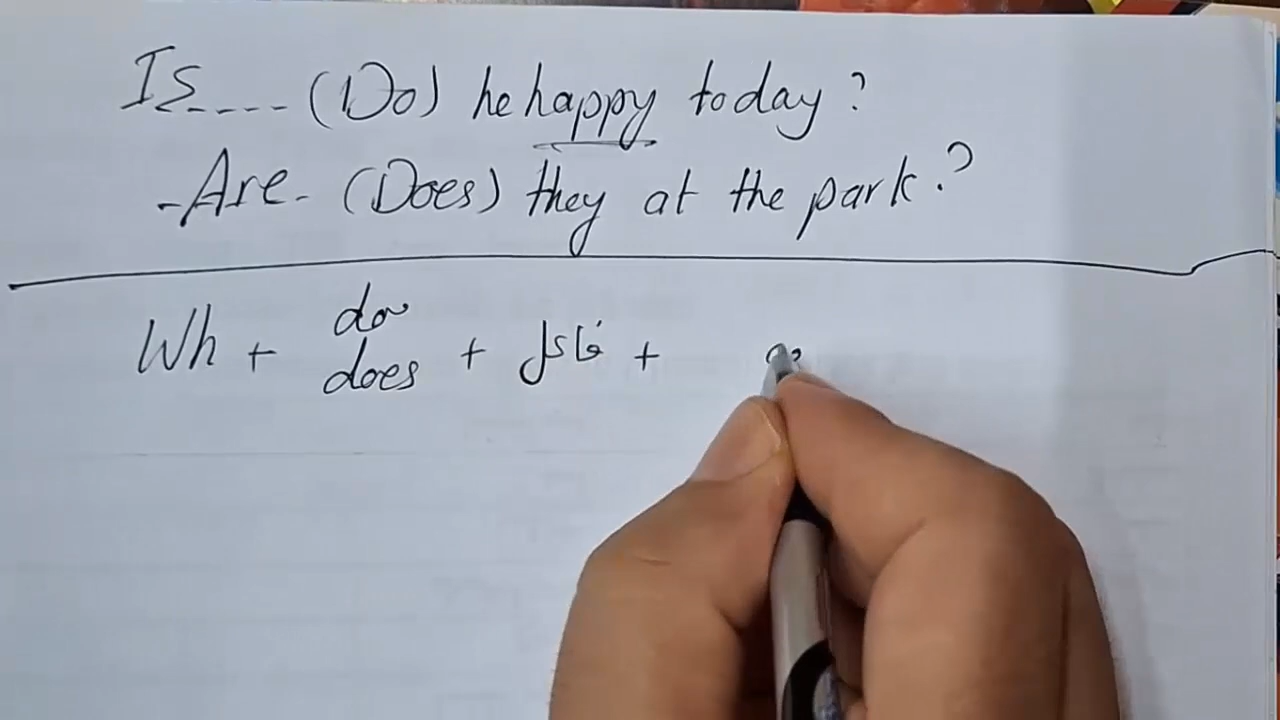 Is---- (Do) he happy today?
-Are- (Does) they at the park.?
Wh + do + فاعل +
does